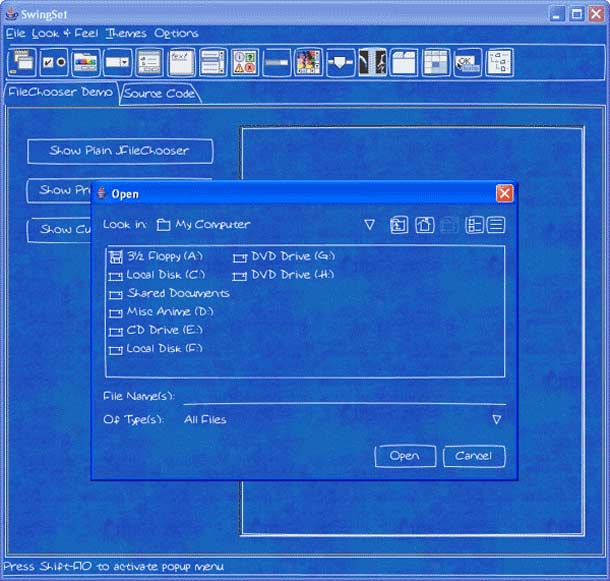 SwingSet
File Look & Feel Themes Options
text
OK
FileChooser Demo Source Code
Show Plain JFileChooser
Show Pr
Show Cu
Open
Look in: My Computer
3½ Floppy (A:) DVD Drive (G:)
Local Disk (C:) DVD Drive (H:)
Shared Documents
Misc Anime (D:)
CD Drive (E:)
Local Disk (F:)
File Name(s):
Of Type(s): All Files
Open Cancel
Press Shift-F10 to activate popup menu